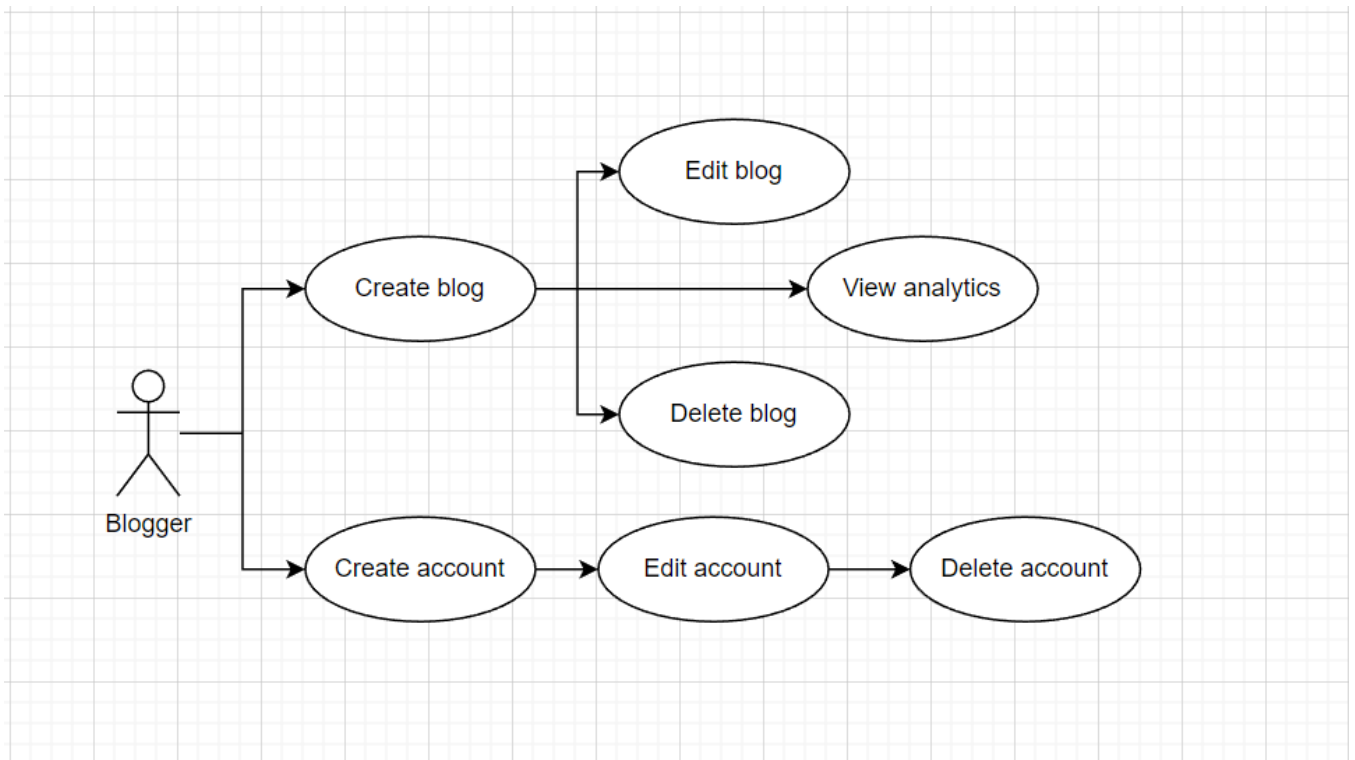 Edit blog
Create blog
View analytics
Delete blog
Blogger
Create account
Edit account
Delete account